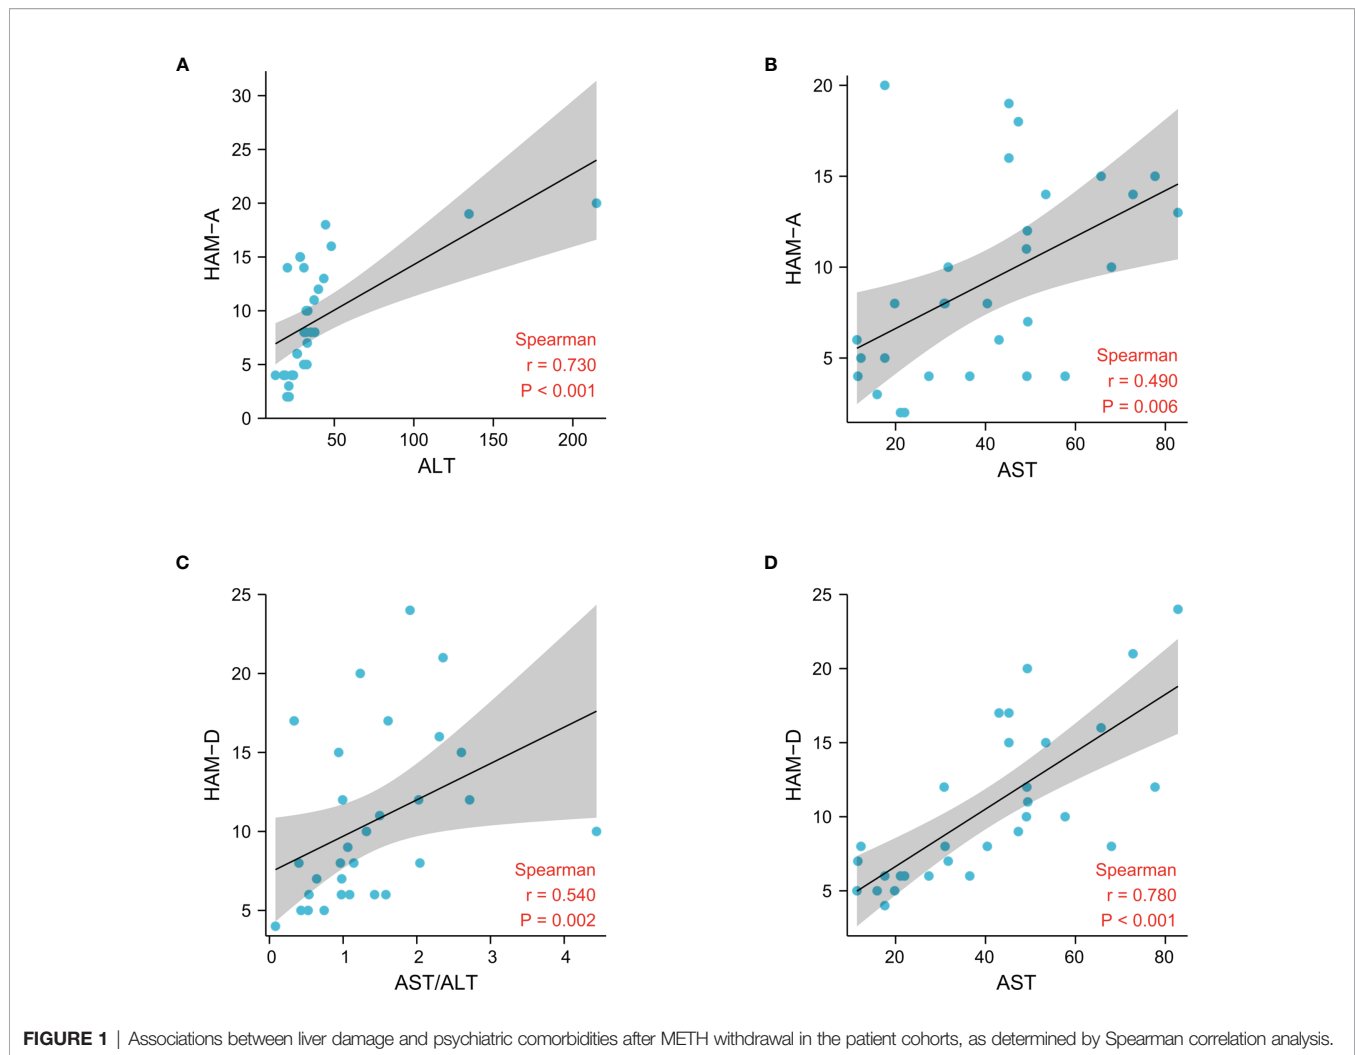 A
HAM−A
30
25
20
15
10
5
0
50 100 150 200
ALT
Spearman
r = 0.730
P < 0.001
B
HAM−A
20
15
10
5
20 40 60 80
AST
Spearman
r = 0.490
P = 0.006
C
HAM−D
25
20
15
10
5
0 1 2 3 4
AST/ALT
Spearman
r = 0.540
P = 0.002
D
HAM−D
25
20
15
10
5
20 40 60 80
AST
Spearman
r = 0.780
P < 0.001
FIGURE 1 | Associations between liver damage and psychiatric comorbidities after METH withdrawal in the patient cohorts, as determined by Spearman correlation analysis.